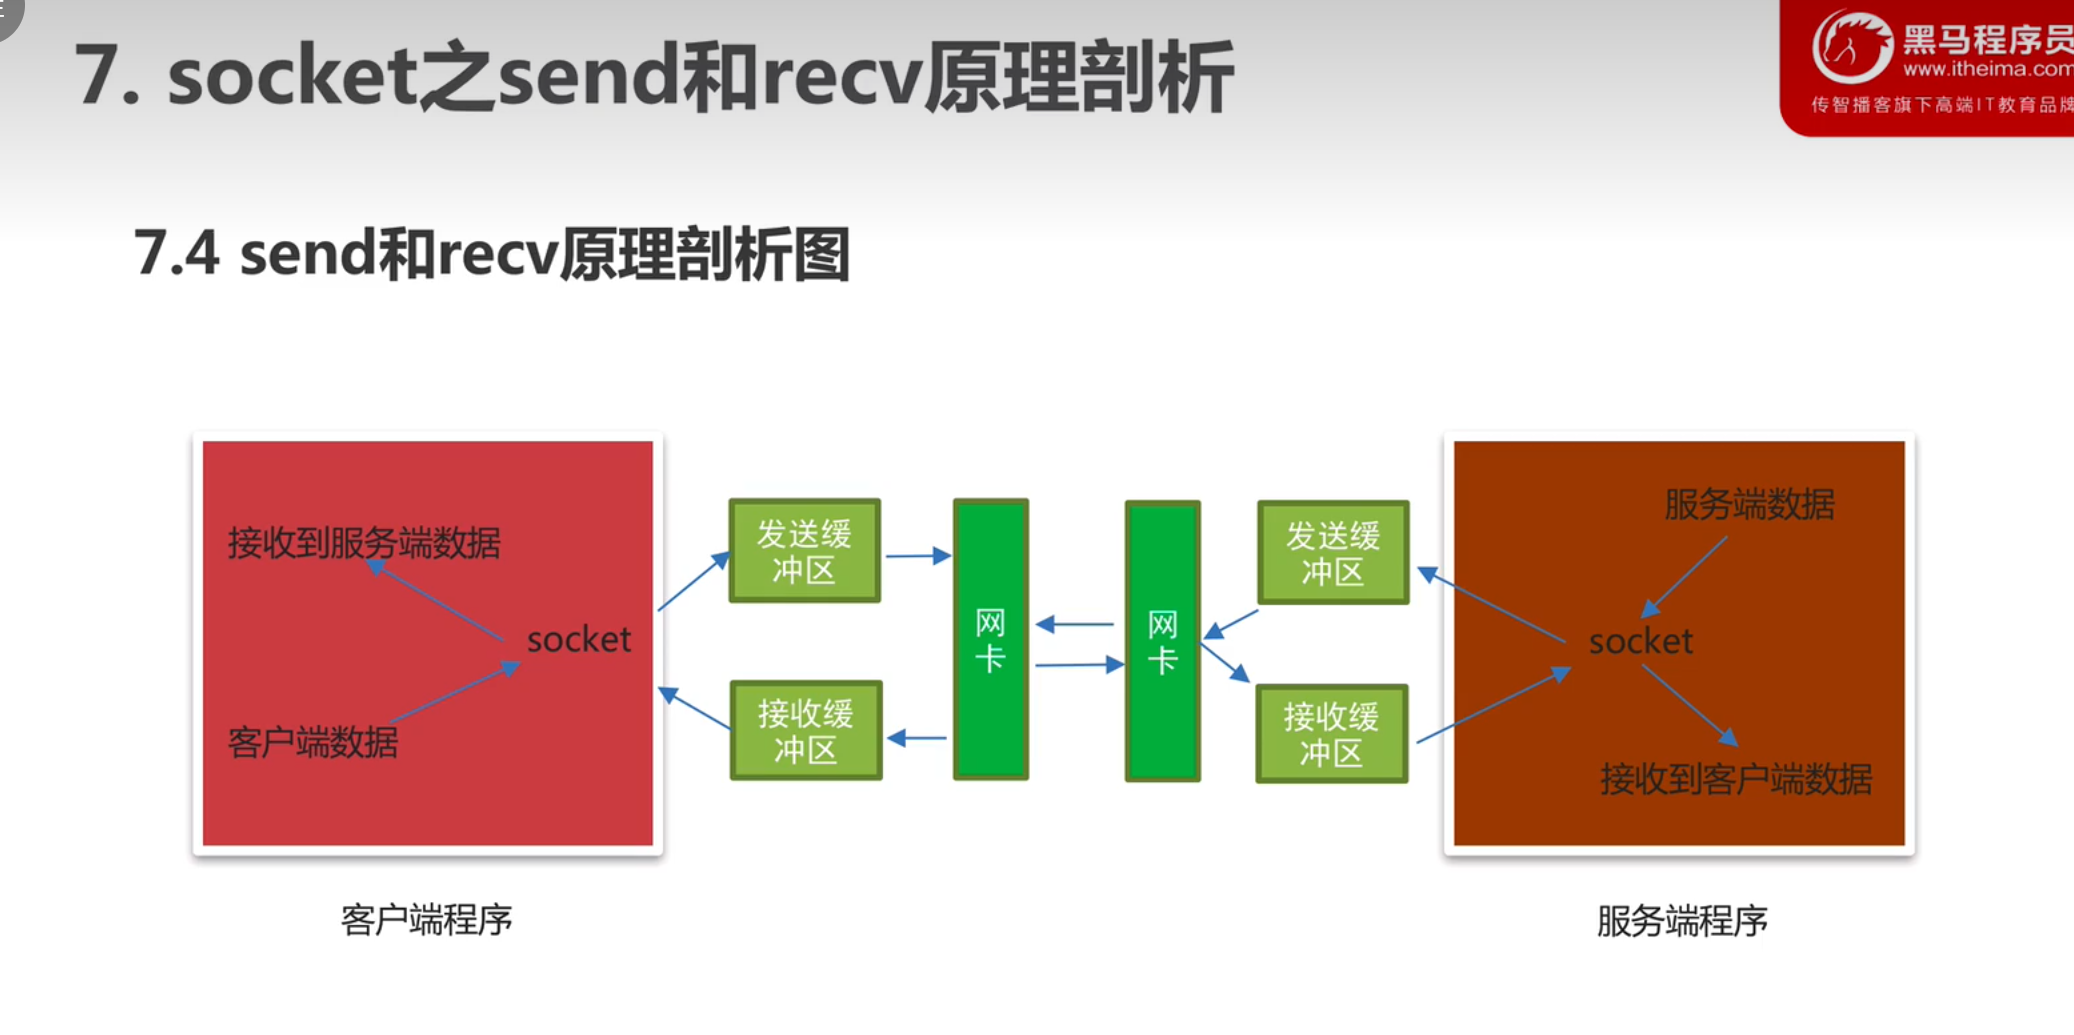 7. socket之send和recv原理剖析
黑马程序员
www.itheima.com
传智播客旗下高端IT教育品牌
7.4 send和recv原理剖析图
接收到服务端数据
socket
客户端数据
发送缓
冲区
接收缓
冲区
网
卡
网
卡
发送缓
冲区
接收缓
冲区
服务端数据
socket
接收到客户端数据
客户端程序
服务端程序